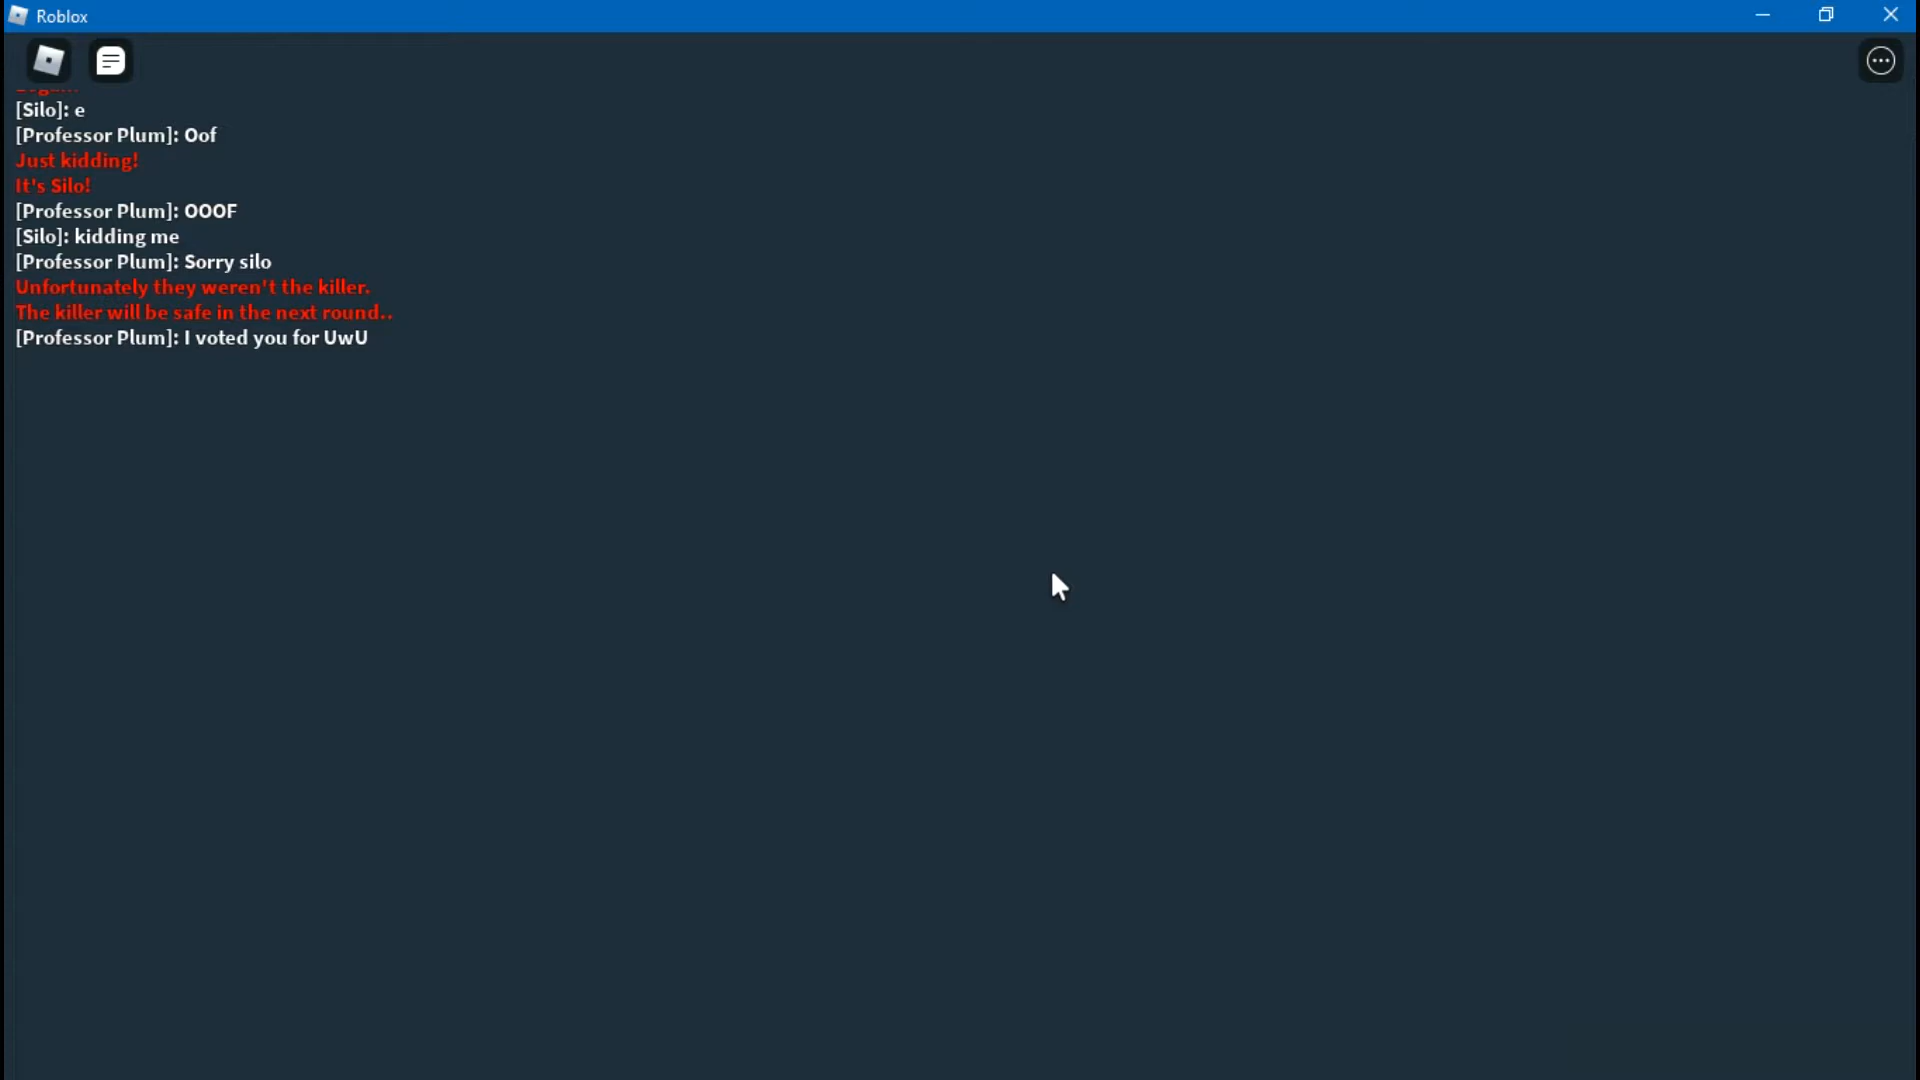 Roblox
[Silo]: e
[Professor Plum]: Oof
Just kidding!
It's Silo!
[Professor Plum]: OOOF
[Silo]: kidding me
[Professor Plum]: Sorry silo
Unfortunately they weren't the killer.
The killer will be safe in the next round..
[Professor Plum]: I voted you for UwU